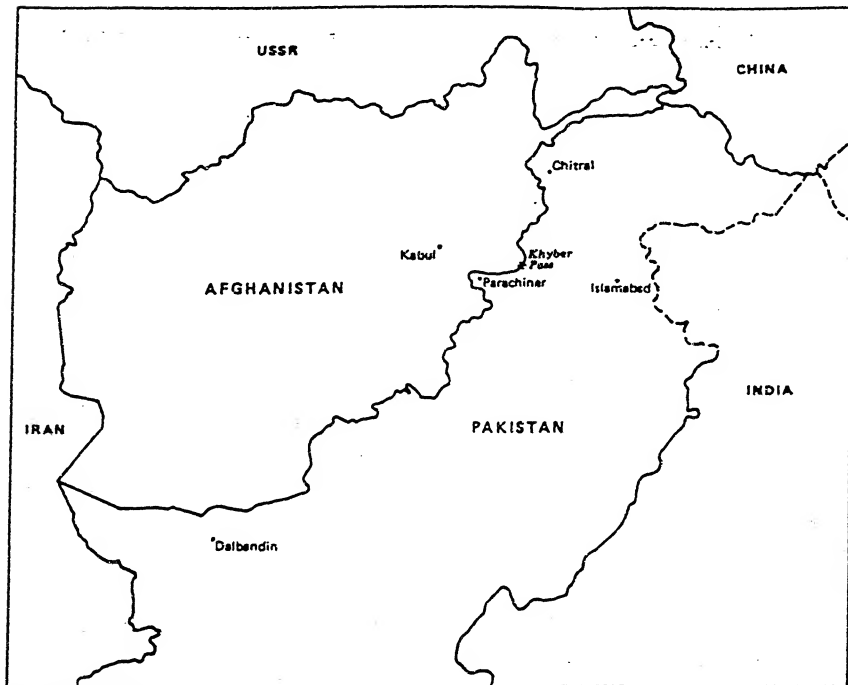 USSR
CHINA
Chitral
Kabul
Khyber
Pass
AFGHANISTAN
Parachinar
Islamabad
INDIA
IRAN
PAKISTAN
Dalbandin